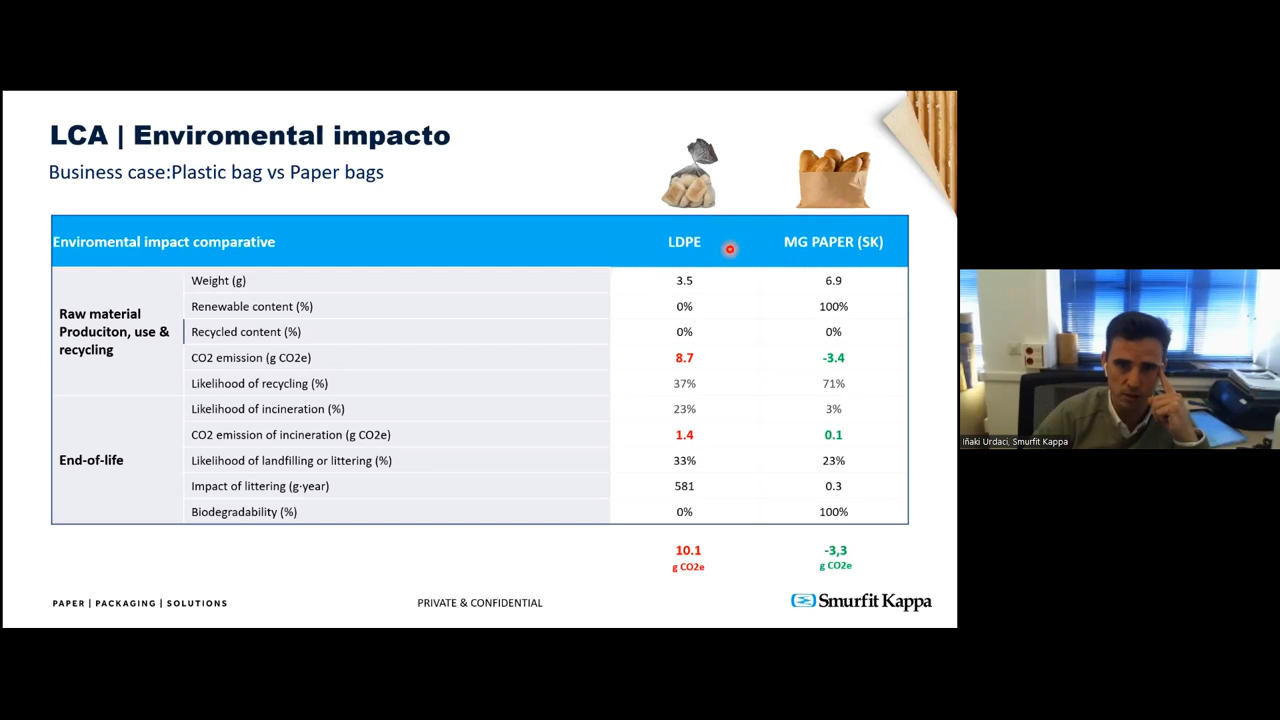 LCA | Enviromental impacto
Business case:Plastic bag vs Paper bags
Enviromental impact comparative LDPE MG PAPER (SK)
Raw material
Produciton, use &
recycling
Weight (g) 3.5 6.9
Renewable content (%) 0% 100%
Recycled content (%) 0% 0%
CO2 emission (g CO2e) 8.7 -3.4
Likelihood of recycling (%) 37% 71%
End-of-life
Likelihood of incineration (%) 23% 3%
CO2 emission of incineration (g CO2e) 1.4 0.1
Likelihood of landfilling or littering (%) 33% 23%
Impact of littering (g·year) 581 0.3
Biodegradability (%) 0% 100%
10.1 -3,3
g CO2e g CO2e
PAPER | PACKAGING | SOLUTIONS PRIVATE & CONFIDENTIAL Smurfit Kappa
Iñaki Urdaci, Smurfit Kappa